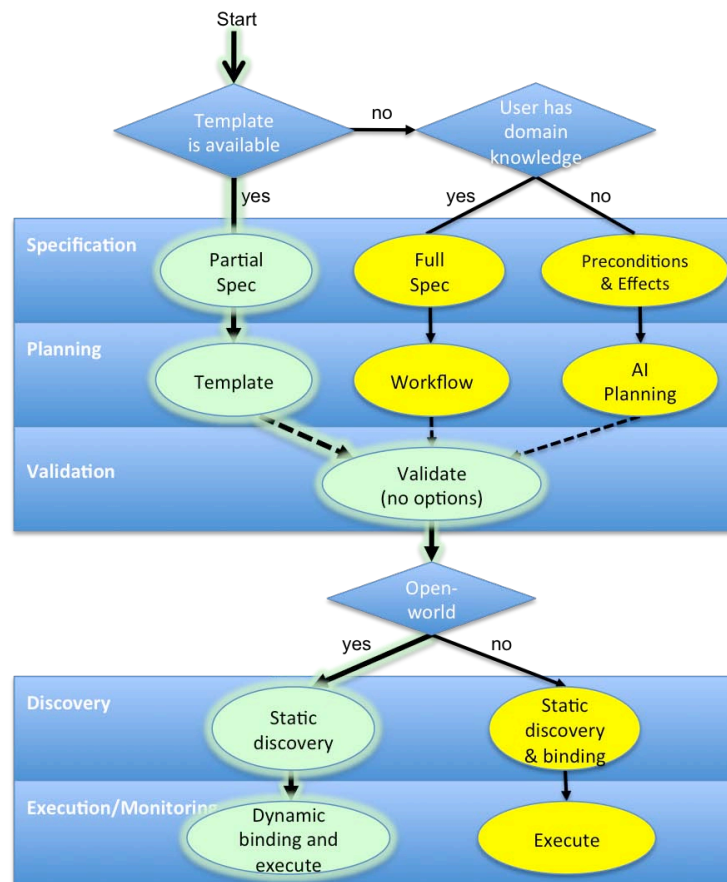 Start
Template
is available
no
User has
domain
knowledge
yes
yes
no
Specification
Partial
Spec
Full
Spec
Preconditions
& Effects
Planning
Template
Workflow
AI
Planning
Validation
Validate
(no options)
Open-
world
yes
no
Discovery
Static
discovery
Static
discovery
& binding
Execution/Monitoring
Dynamic
binding and
execute
Execute